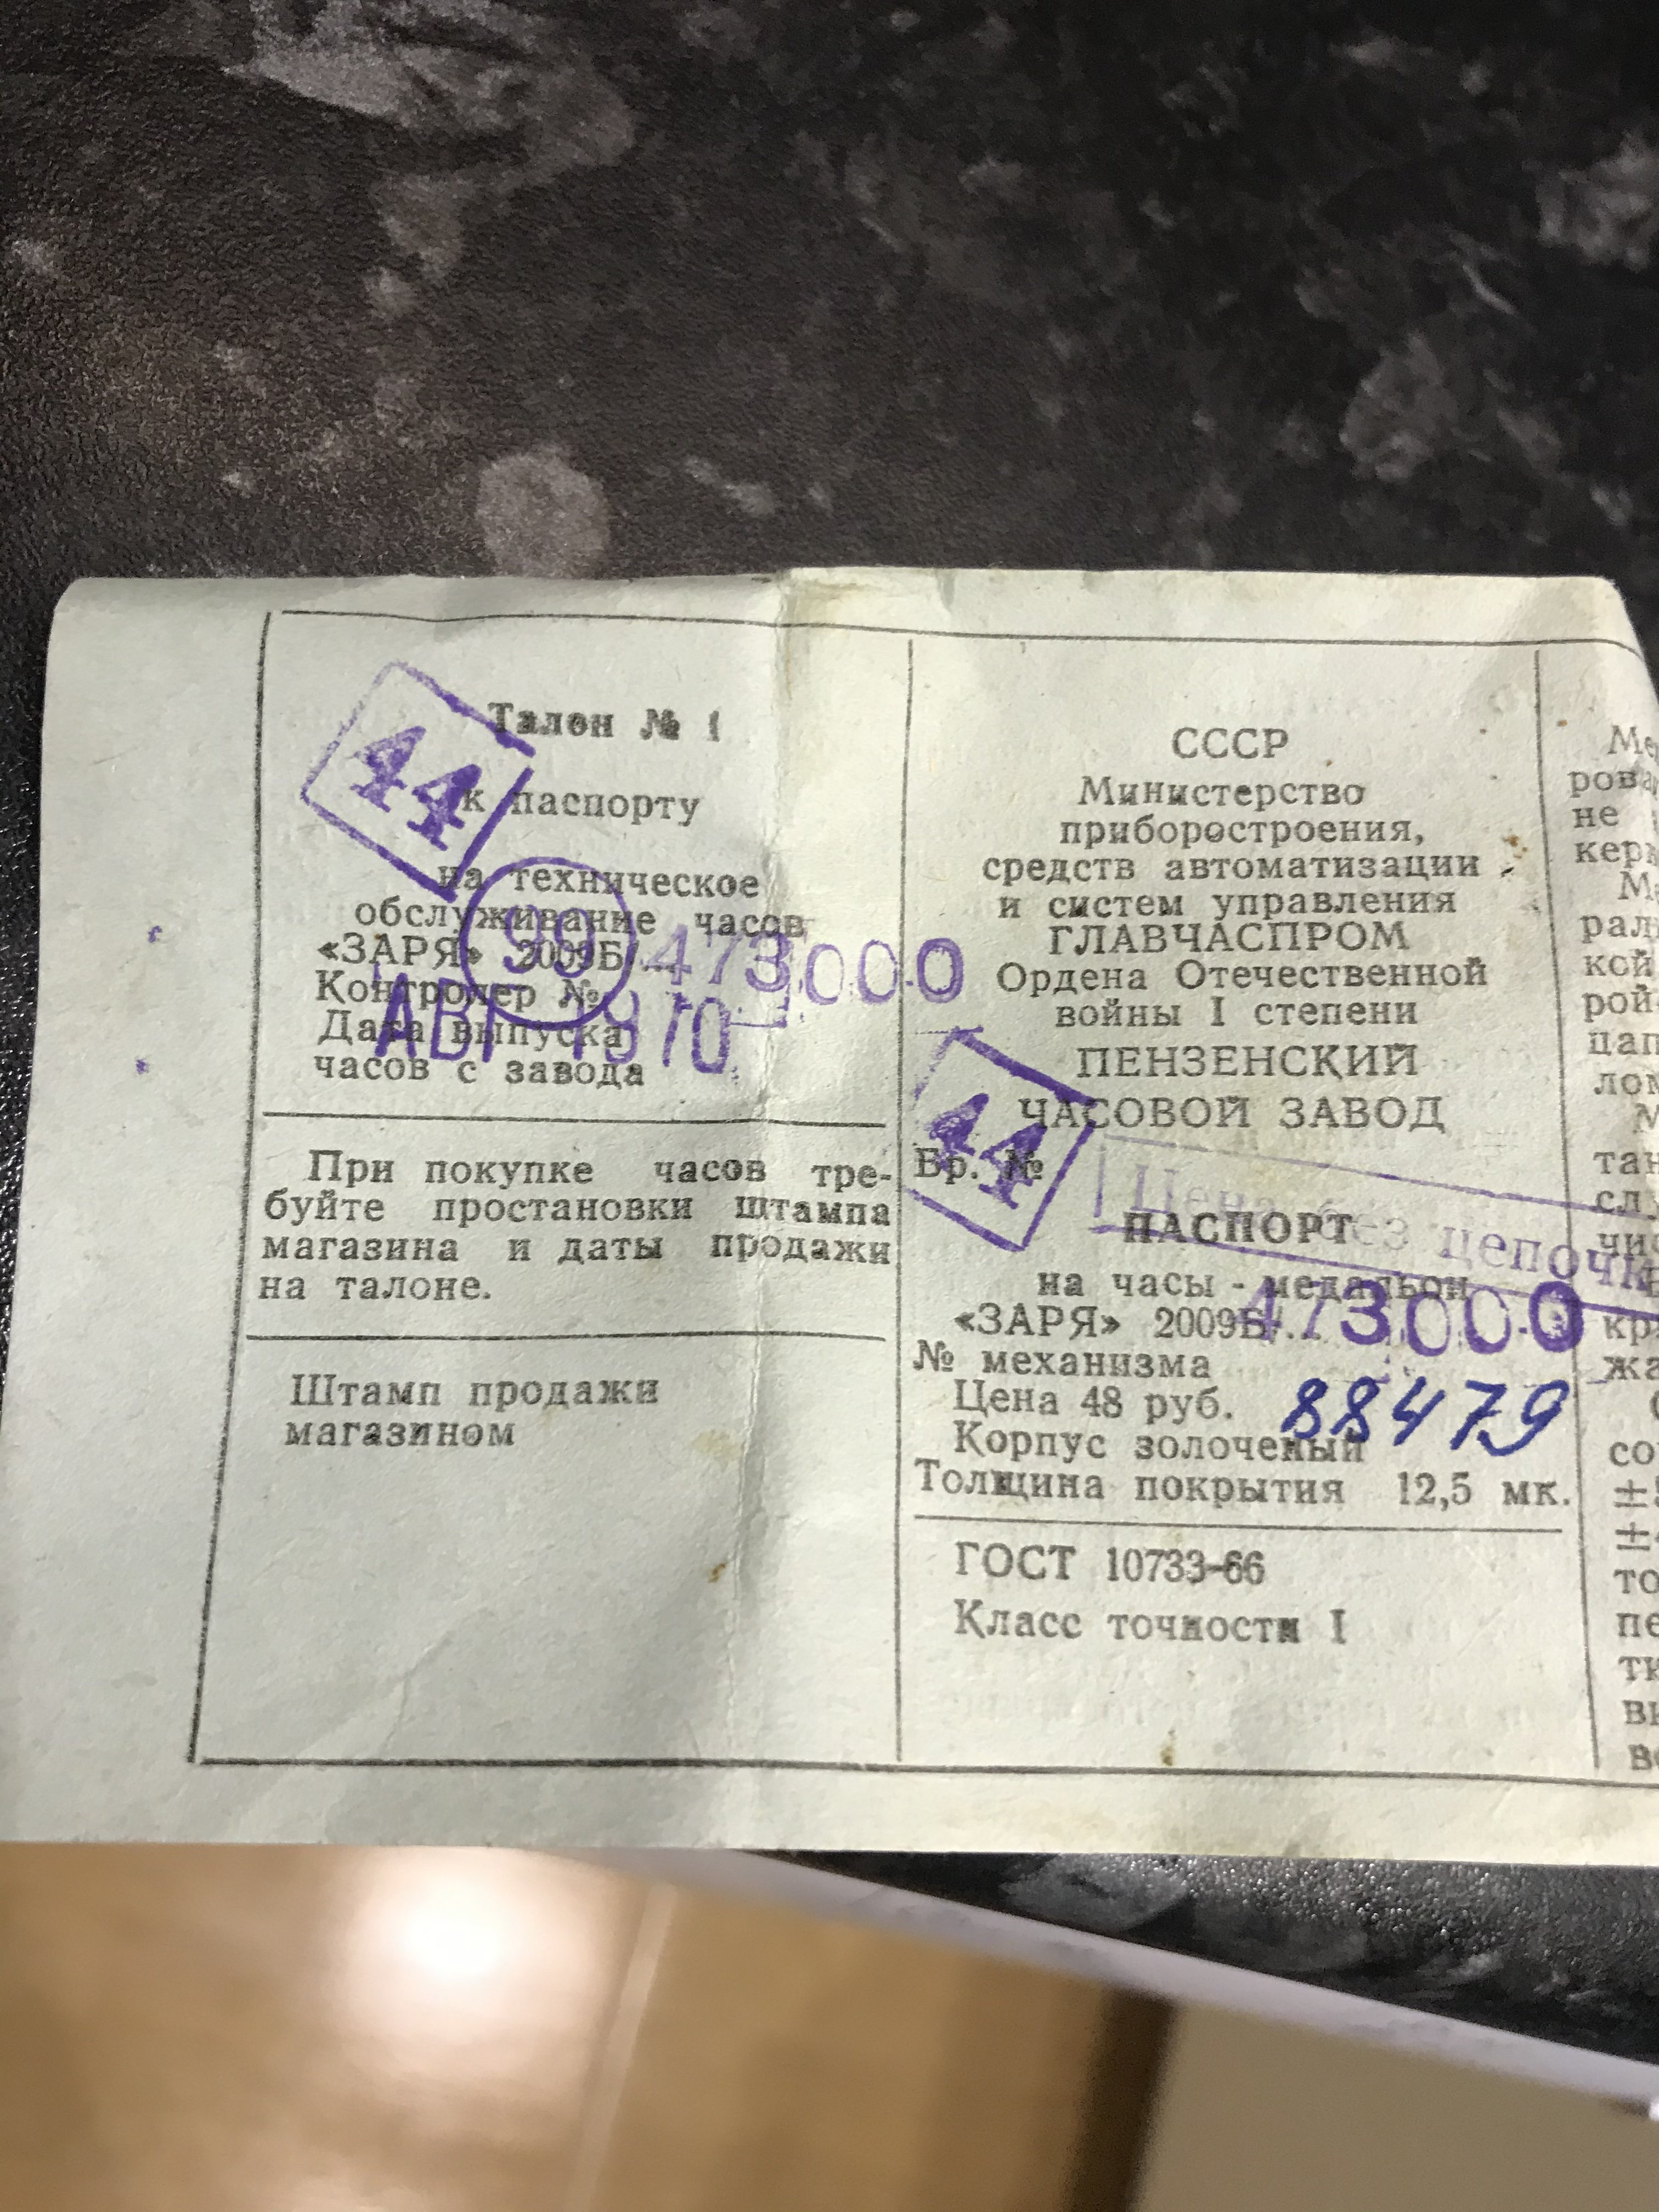 Талон № 1
44
к паспорту
на техническое
обслуживание часов
«ЗАРЯ» 2009Б/... 473000
99
Контролер №
АВГ 1970
Дата выпуска
часов с завода
При покупке часов тре-
буйте простановки штампа
магазина и даты продажи
на талоне.
Штамп продажи
магазином
СССР
Министерство
приборостроения,
средств автоматизации
и систем управления
ГЛАВЧАСПРОМ
Ордена Отечественной
войны I степени
ПЕНЗЕНСКИЙ
ЧАСОВОЙ ЗАВОД
44
Бр. №
Цена без
ПАСПОРТ
на часы - медальон
«ЗАРЯ» 2009Б/... 473000
№ механизма
88479
Цена 48 руб.
Корпус золоченый
Толщина покрытия 12,5 мк.
ГОСТ 10733-66
Класс точности I